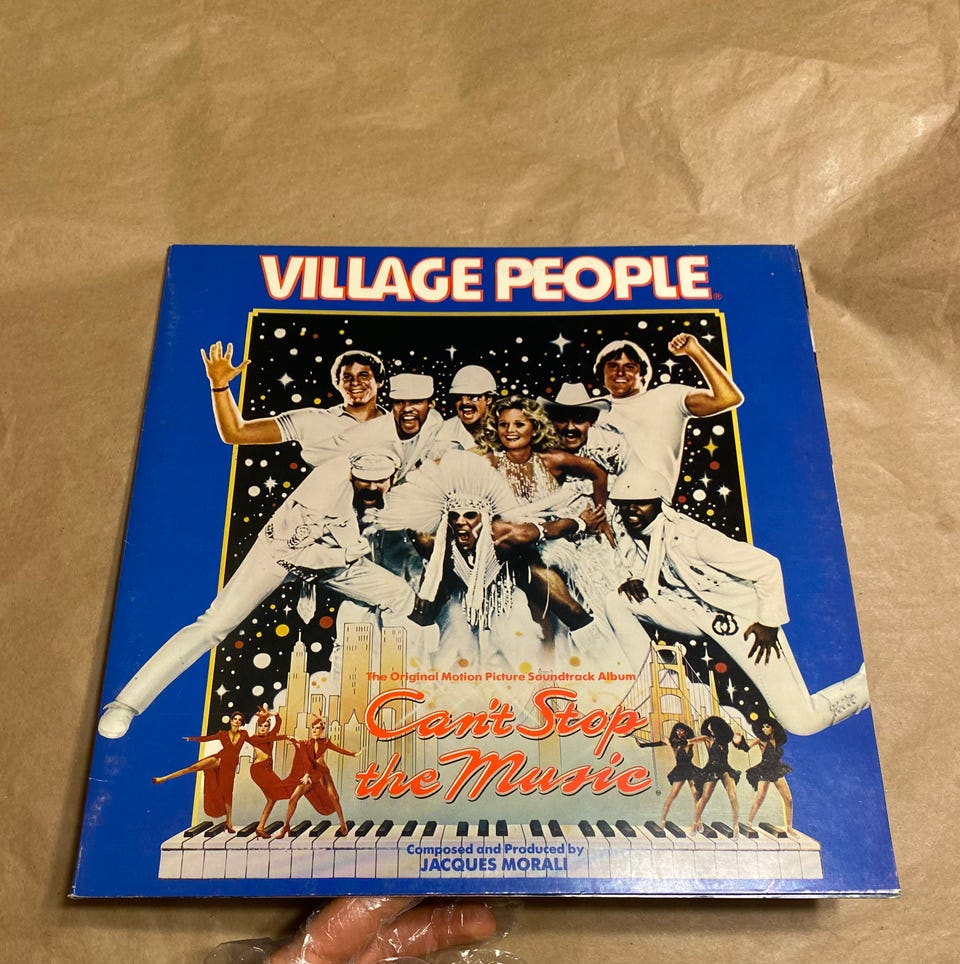 VILLAGE PEOPLE®
The Original Motion Picture Soundtrack Album
Can't Stop
the Music
Composed and Produced by
JACQUES MORALI